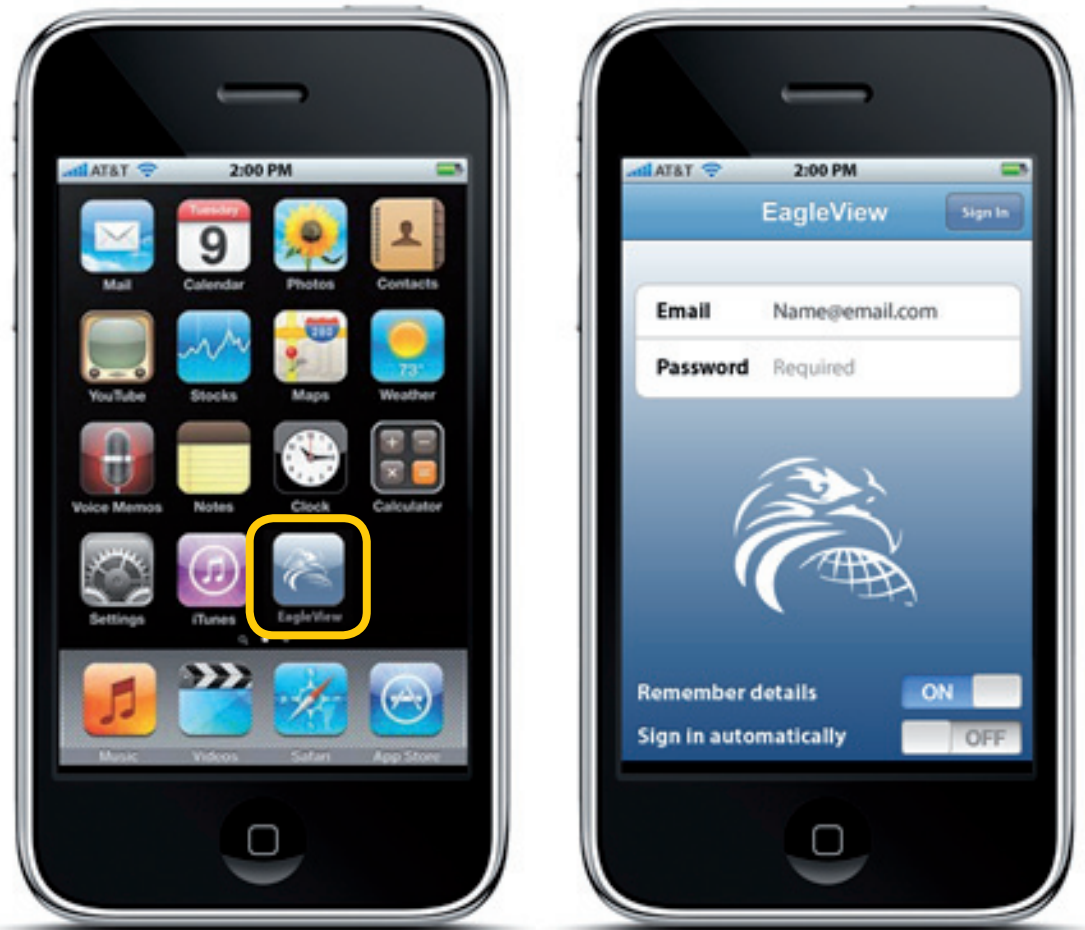 AT&T 2:00 PM
Tuesday
9
Mail Calendar Photos Contacts
280
73°
YouTube Stocks Maps Weather
Voice Memos Notes Clock Calculator
Settings iTunes EagleView
Music Videos Safari App Store
AT&T 2:00 PM
EagleView Sign In
Email Name@email.com
Password Required
Remember details ON
Sign in automatically OFF